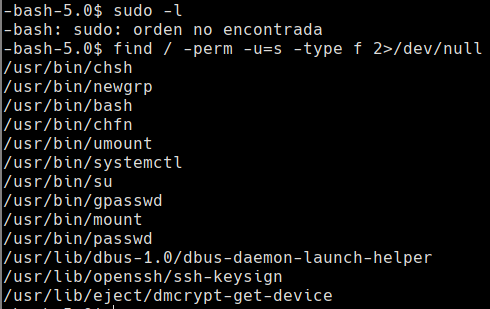 -bash-5.0$ sudo -l
-bash: sudo: orden no encontrada
-bash-5.0$ find / -perm -u=s -type f 2>/dev/null
/usr/bin/chsh
/usr/bin/newgrp
/usr/bin/bash
/usr/bin/chfn
/usr/bin/umount
/usr/bin/systemctl
/usr/bin/su
/usr/bin/gpasswd
/usr/bin/mount
/usr/bin/passwd
/usr/lib/dbus-1.0/dbus-daemon-launch-helper
/usr/lib/openssh/ssh-keysign
/usr/lib/eject/dmcrypt-get-device